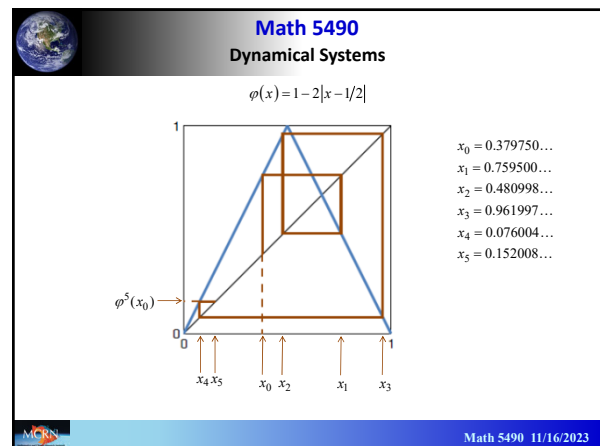 Math 5490
Dynamical Systems
φ(x) = 1 − 2|x − 1/2|
1
x₀ = 0.379750…
x₁ = 0.759500…
x₂ = 0.480998…
x₃ = 0.961997…
x₄ = 0.076004…
x₅ = 0.152008…
φ⁵(x₀)
0
0 1
x₄ x₅ x₀ x₂ x₁ x₃
MCRN
Math 5490 11/16/2023